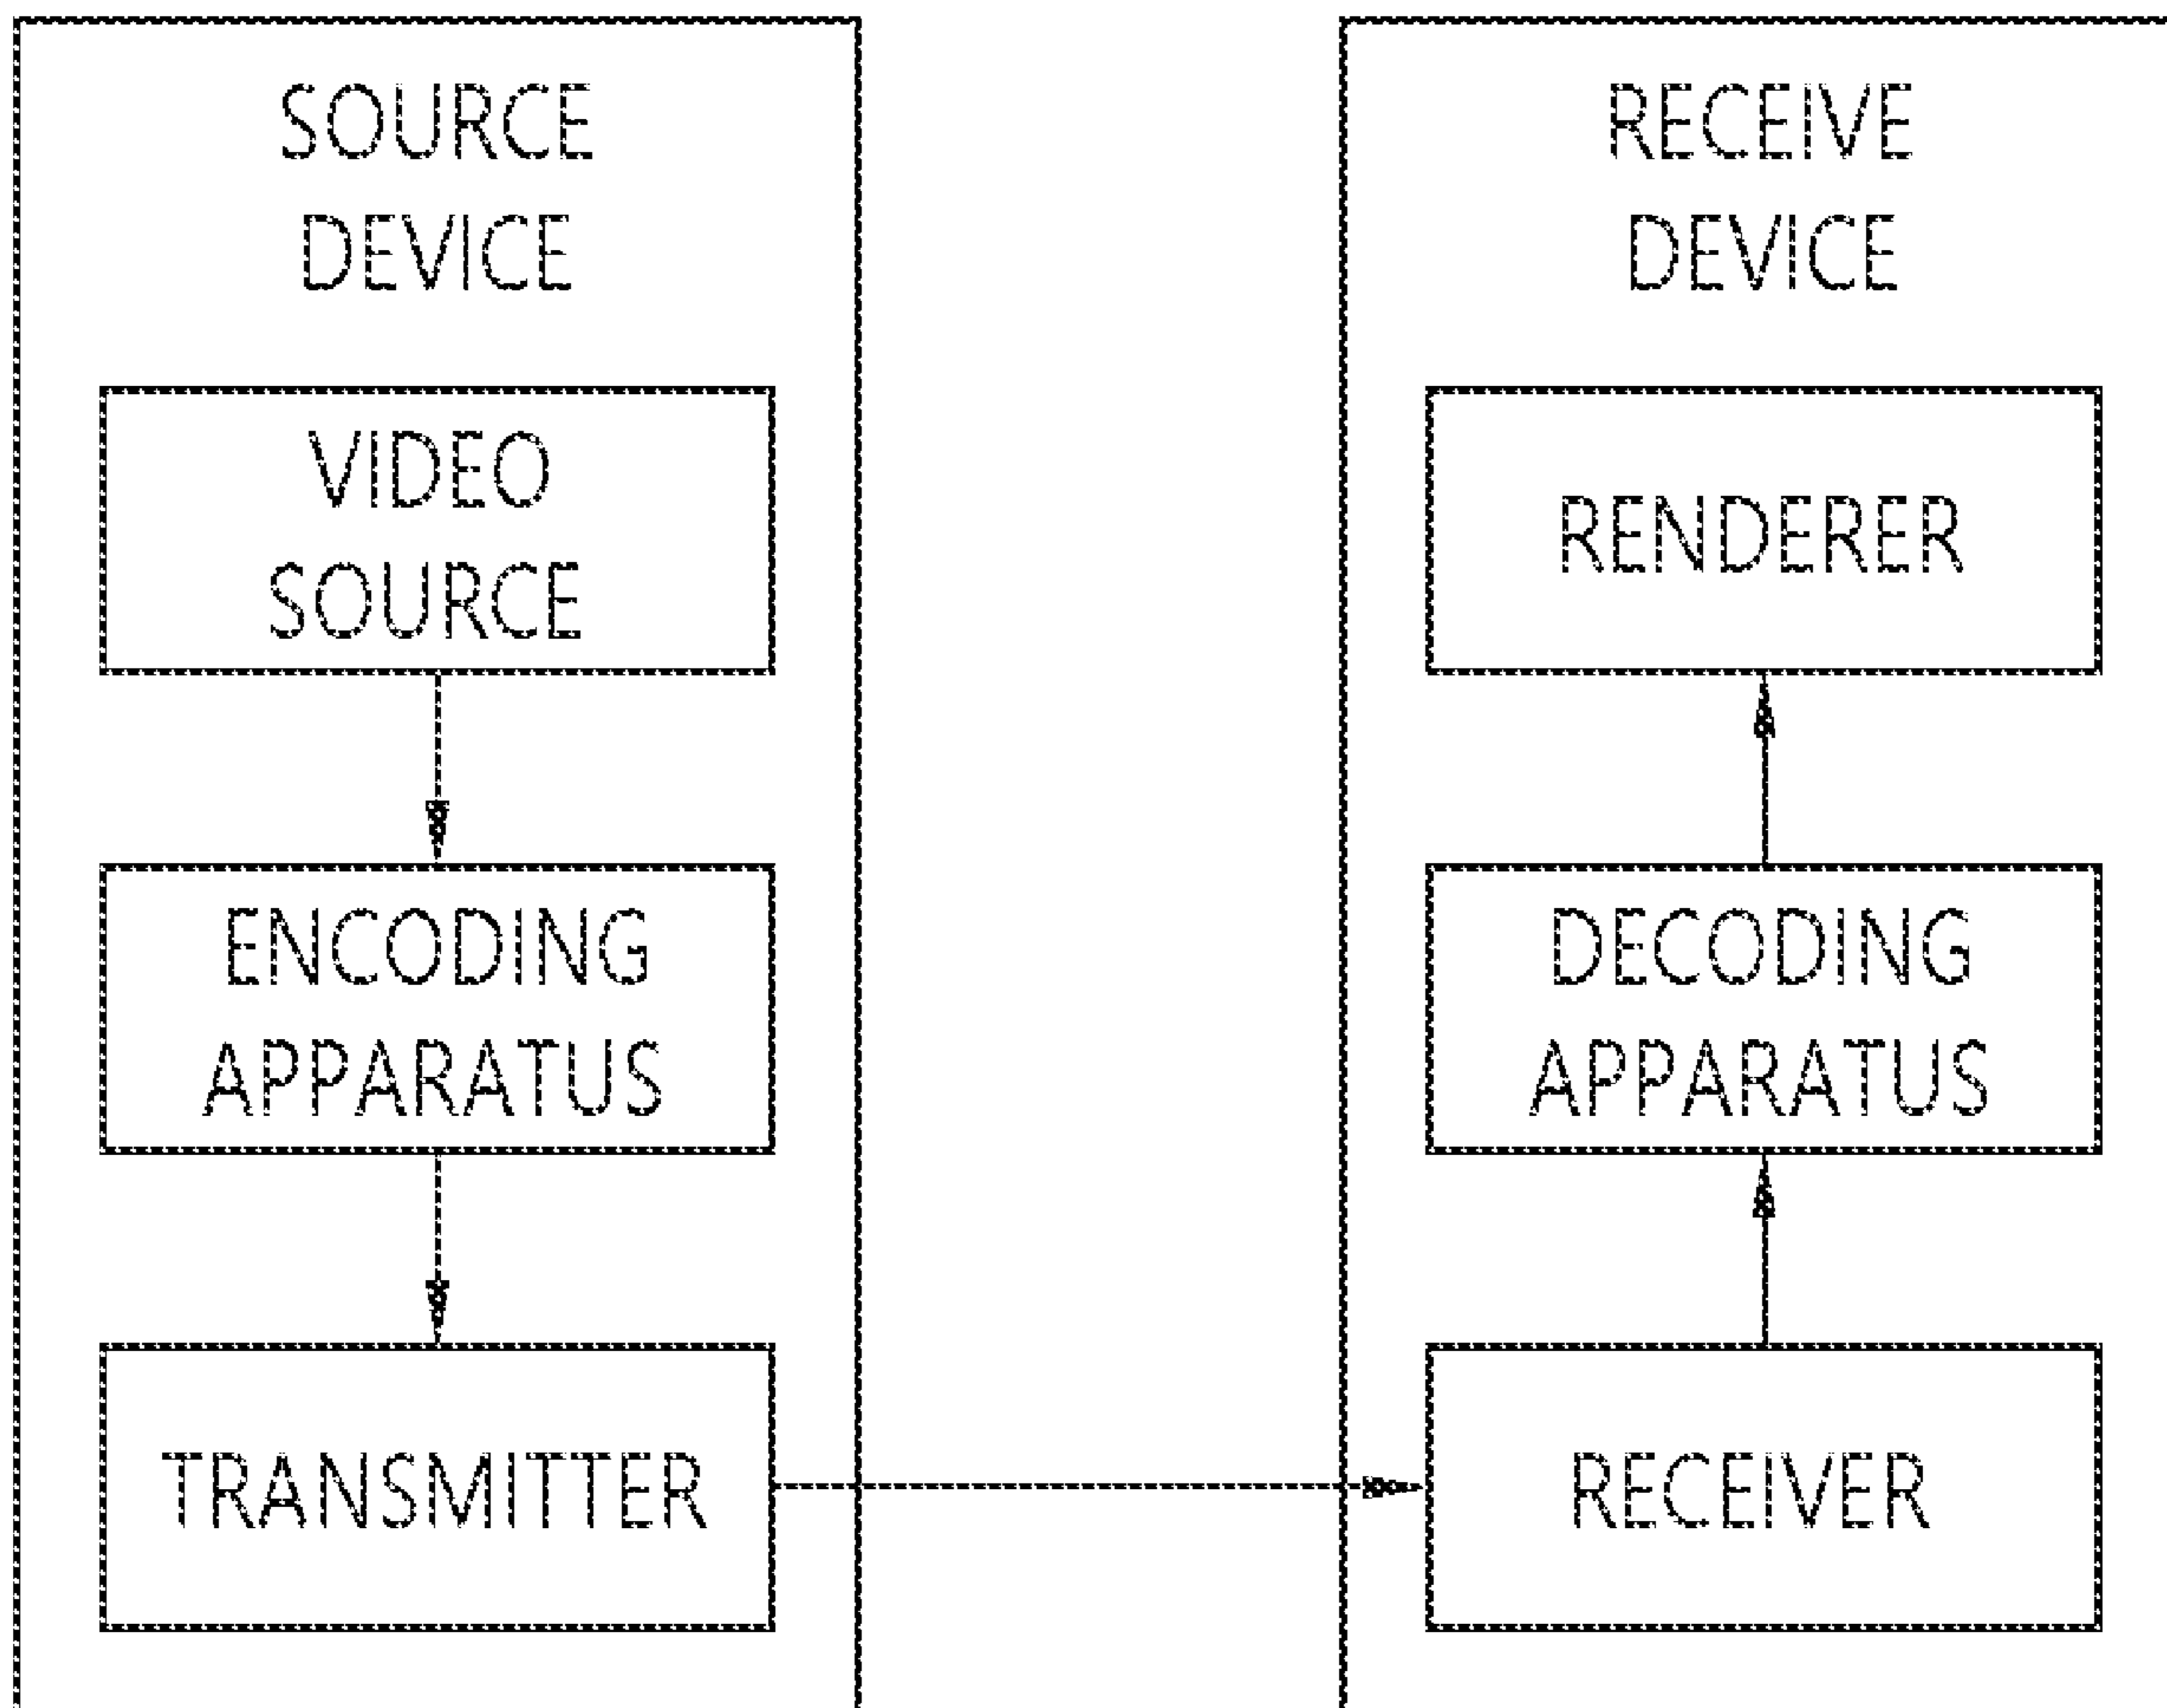 SOURCE
DEVICE
VIDEO
SOURCE
ENCODING
APPARATUS
TRANSMITTER
RECEIVE
DEVICE
RENDERER
DECODING
APPARATUS
RECEIVER